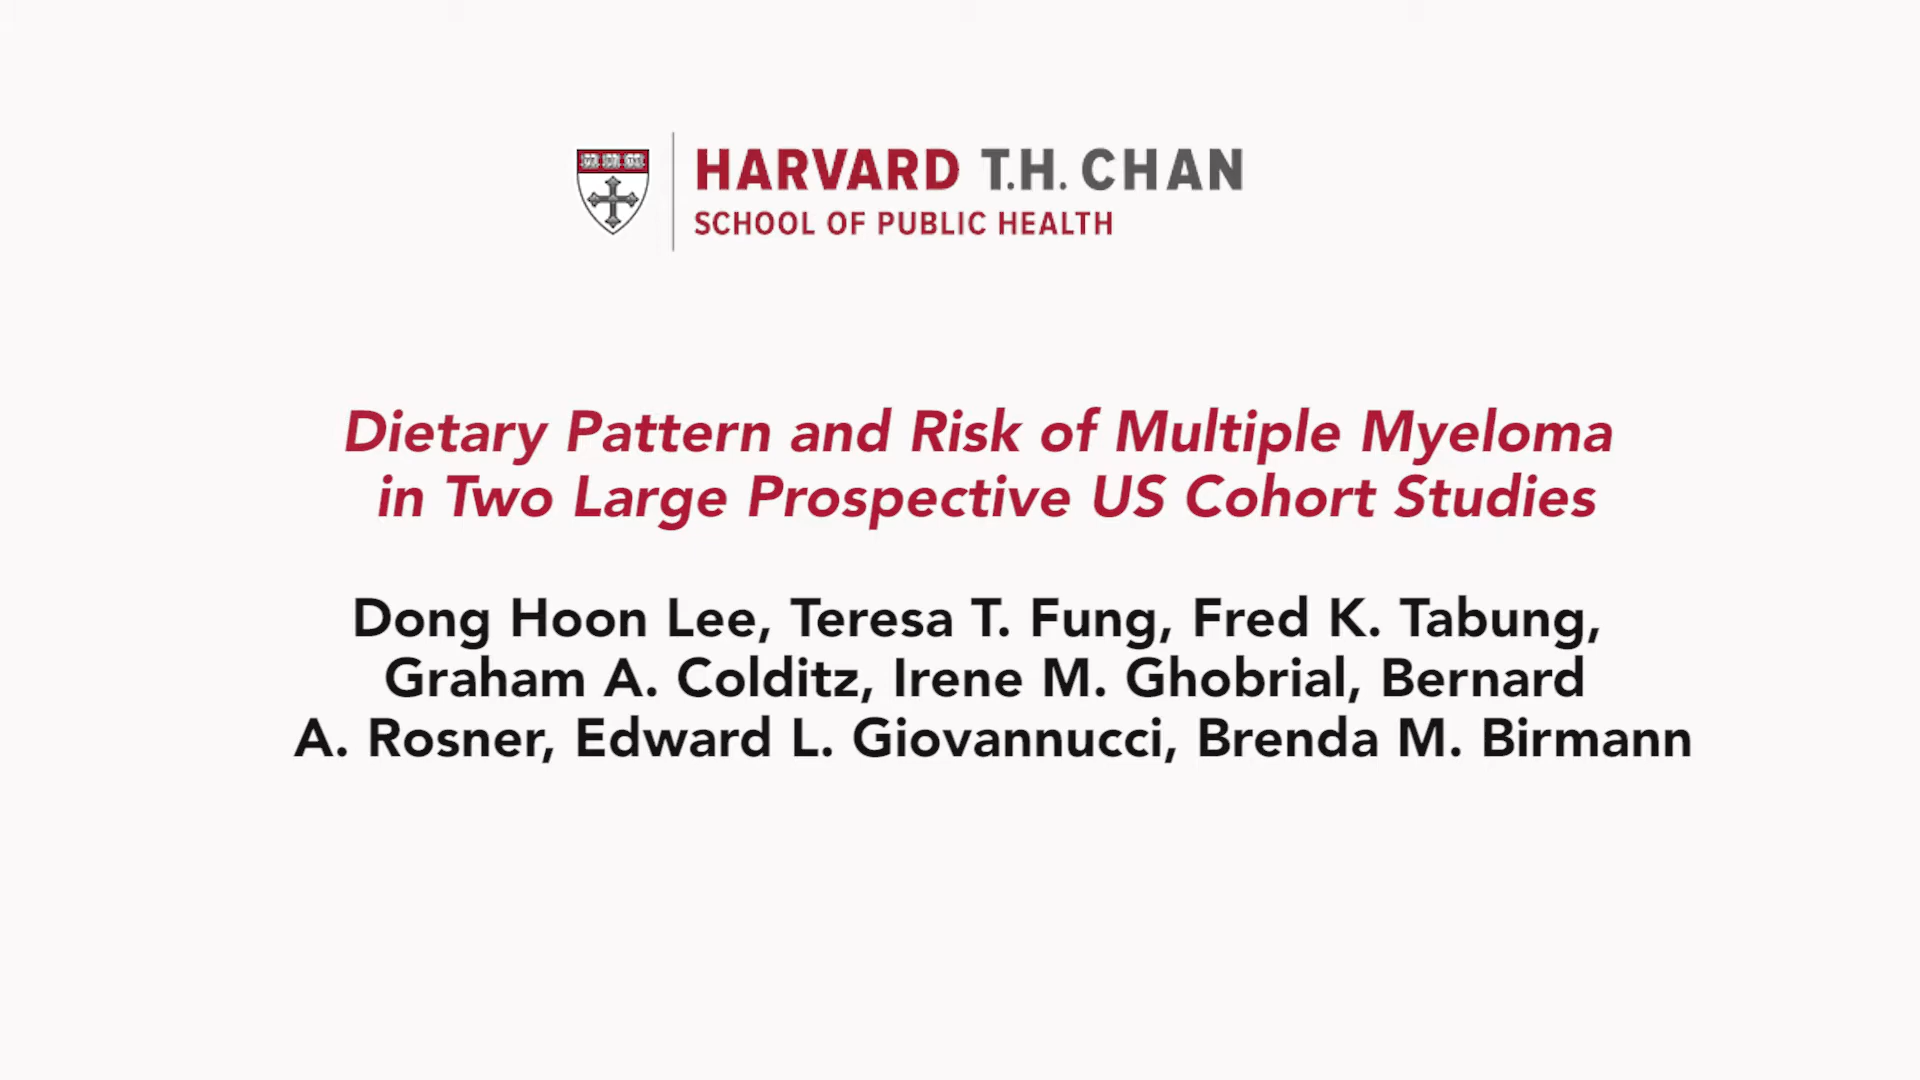 HARVARD T.H. CHAN
SCHOOL OF PUBLIC HEALTH
Dietary Pattern and Risk of Multiple Myeloma
in Two Large Prospective US Cohort Studies
Dong Hoon Lee, Teresa T. Fung, Fred K. Tabung,
Graham A. Colditz, Irene M. Ghobrial, Bernard
A. Rosner, Edward L. Giovannucci, Brenda M. Birmann